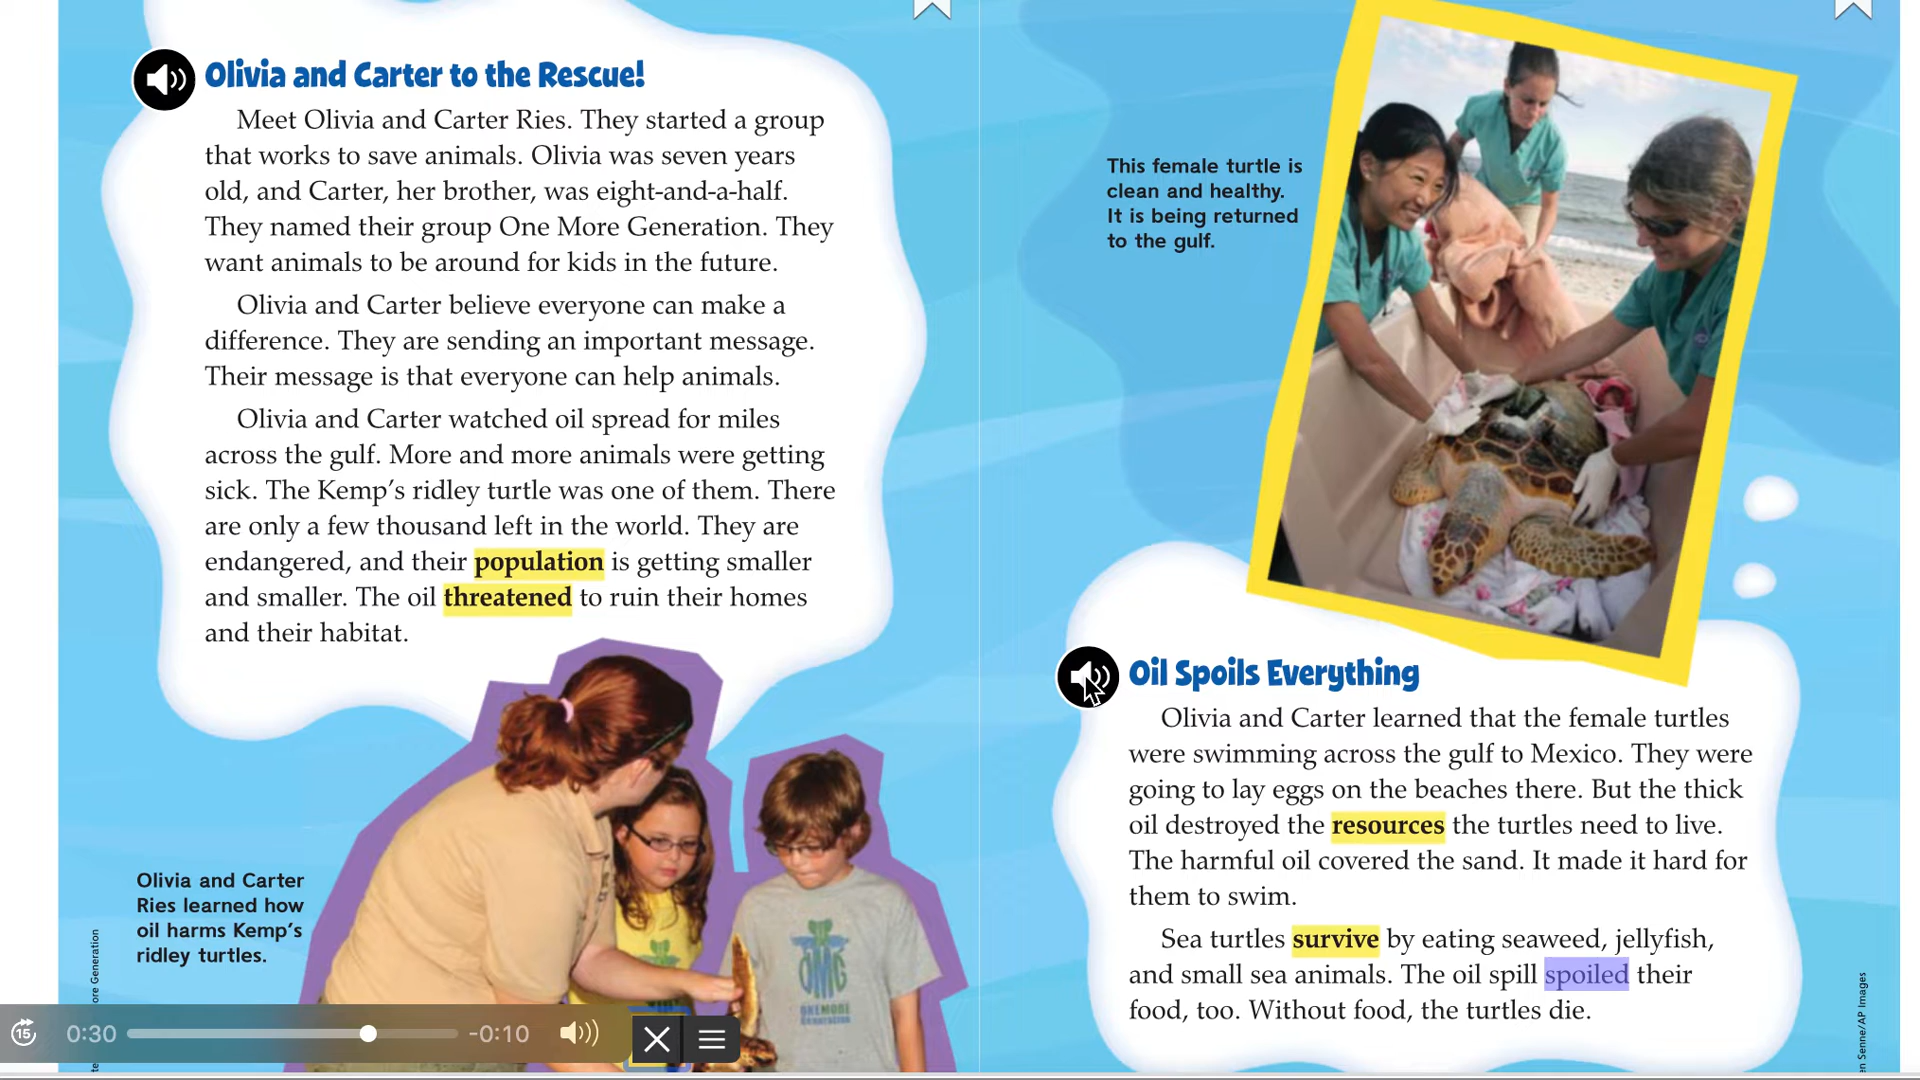 Olivia and Carter to the Rescue!
Meet Olivia and Carter Ries. They started a group
that works to save animals. Olivia was seven years
old, and Carter, her brother, was eight-and-a-half.
They named their group One More Generation. They
want animals to be around for kids in the future.
Olivia and Carter believe everyone can make a
difference. They are sending an important message.
Their message is that everyone can help animals.
Olivia and Carter watched oil spread for miles
across the gulf. More and more animals were getting
sick. The Kemp's ridley turtle was one of them. There
are only a few thousand left in the world. They are
endangered, and their population is getting smaller
and smaller. The oil threatened to ruin their homes
and their habitat.
Olivia and Carter
Ries learned how
oil harms Kemp's
ridley turtles.
ore Generation
OMG
ONE MORE
GENERATION
15
0:30
-0:10
This female turtle is
clean and healthy.
It is being returned
to the gulf.
Oil Spoils Everything
Olivia and Carter learned that the female turtles
were swimming across the gulf to Mexico. They were
going to lay eggs on the beaches there. But the thick
oil destroyed the resources the turtles need to live.
The harmful oil covered the sand. It made it hard for
them to swim.
Sea turtles survive by eating seaweed, jellyfish,
and small sea animals. The oil spill spoiled their
food, too. Without food, the turtles die.
n Senne/AP Images